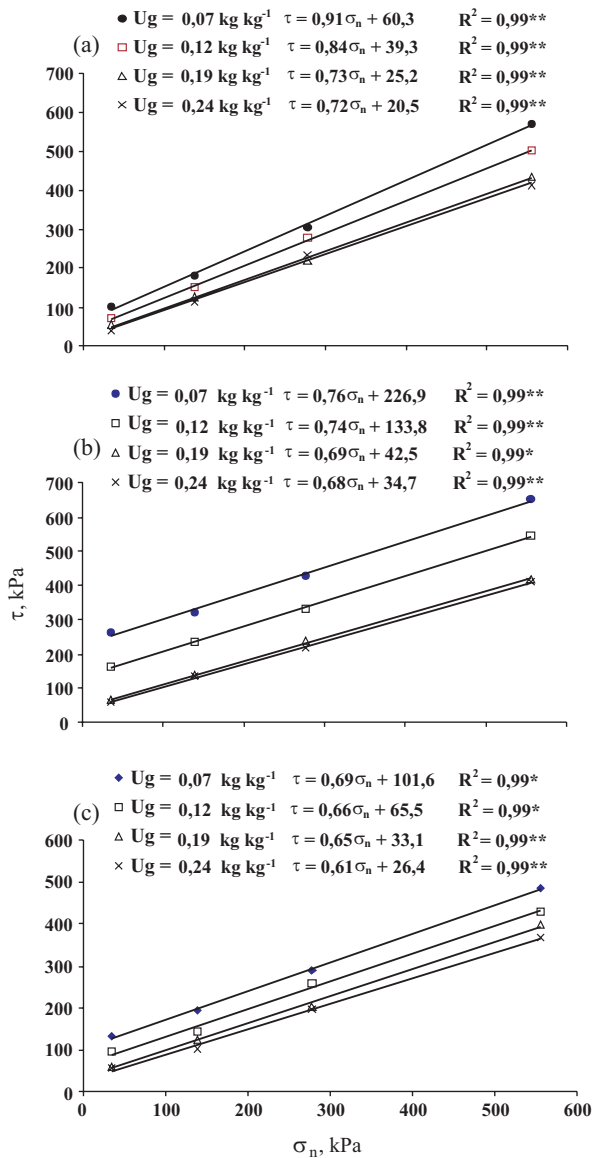 (a)
Ug = 0,07 kg kg⁻¹ τ = 0,91σₙ + 60,3 R² = 0,99**
Ug = 0,12 kg kg⁻¹ τ = 0,84σₙ + 39,3 R² = 0,99**
Ug = 0,19 kg kg⁻¹ τ = 0,73σₙ + 25,2 R² = 0,99**
Ug = 0,24 kg kg⁻¹ τ = 0,72σₙ + 20,5 R² = 0,99**
700
600
500
400
300
200
100
0
(b)
Ug = 0,07 kg kg⁻¹ τ = 0,76σₙ + 226,9 R² = 0,99**
Ug = 0,12 kg kg⁻¹ τ = 0,74σₙ + 133,8 R² = 0,99**
Ug = 0,19 kg kg⁻¹ τ = 0,69σₙ + 42,5 R² = 0,99*
Ug = 0,24 kg kg⁻¹ τ = 0,68σₙ + 34,7 R² = 0,99**
700
600
500
400
300
200
100
0
τ, kPa
(c)
Ug = 0,07 kg kg⁻¹ τ = 0,69σₙ + 101,6 R² = 0,99*
Ug = 0,12 kg kg⁻¹ τ = 0,66σₙ + 65,5 R² = 0,99*
Ug = 0,19 kg kg⁻¹ τ = 0,65σₙ + 33,1 R² = 0,99**
Ug = 0,24 kg kg⁻¹ τ = 0,61σₙ + 26,4 R² = 0,99**
600
500
400
300
200
100
0
0 100 200 300 400 500 600
σₙ, kPa